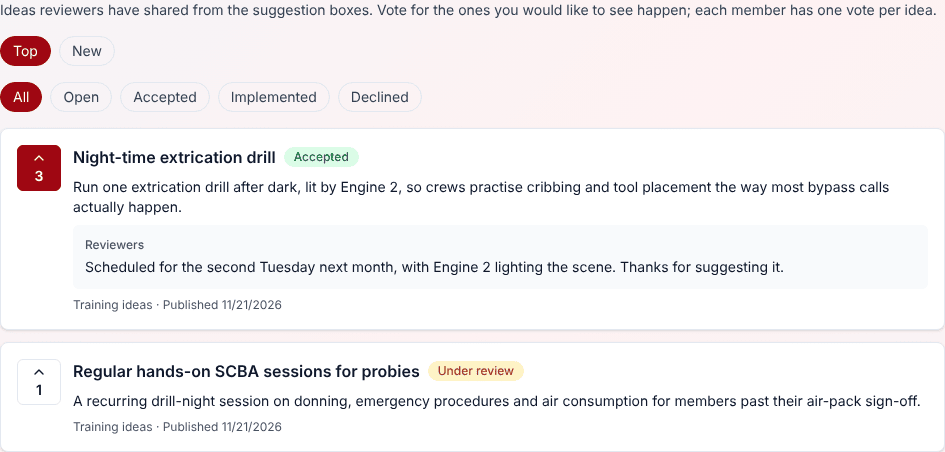 Ideas reviewers have shared from the suggestion boxes. Vote for the ones you would like to see happen; each member has one vote per idea.
Top New
All Open Accepted Implemented Declined
Night-time extrication drill Accepted
3
Run one extrication drill after dark, lit by Engine 2, so crews practise cribbing and tool placement the way most bypass calls
actually happen.
Reviewers
Scheduled for the second Tuesday next month, with Engine 2 lighting the scene. Thanks for suggesting it.
Training ideas · Published 11/21/2026
Regular hands-on SCBA sessions for probies Under review
1
A recurring drill-night session on donning, emergency procedures and air consumption for members past their air-pack sign-off.
Training ideas · Published 11/21/2026